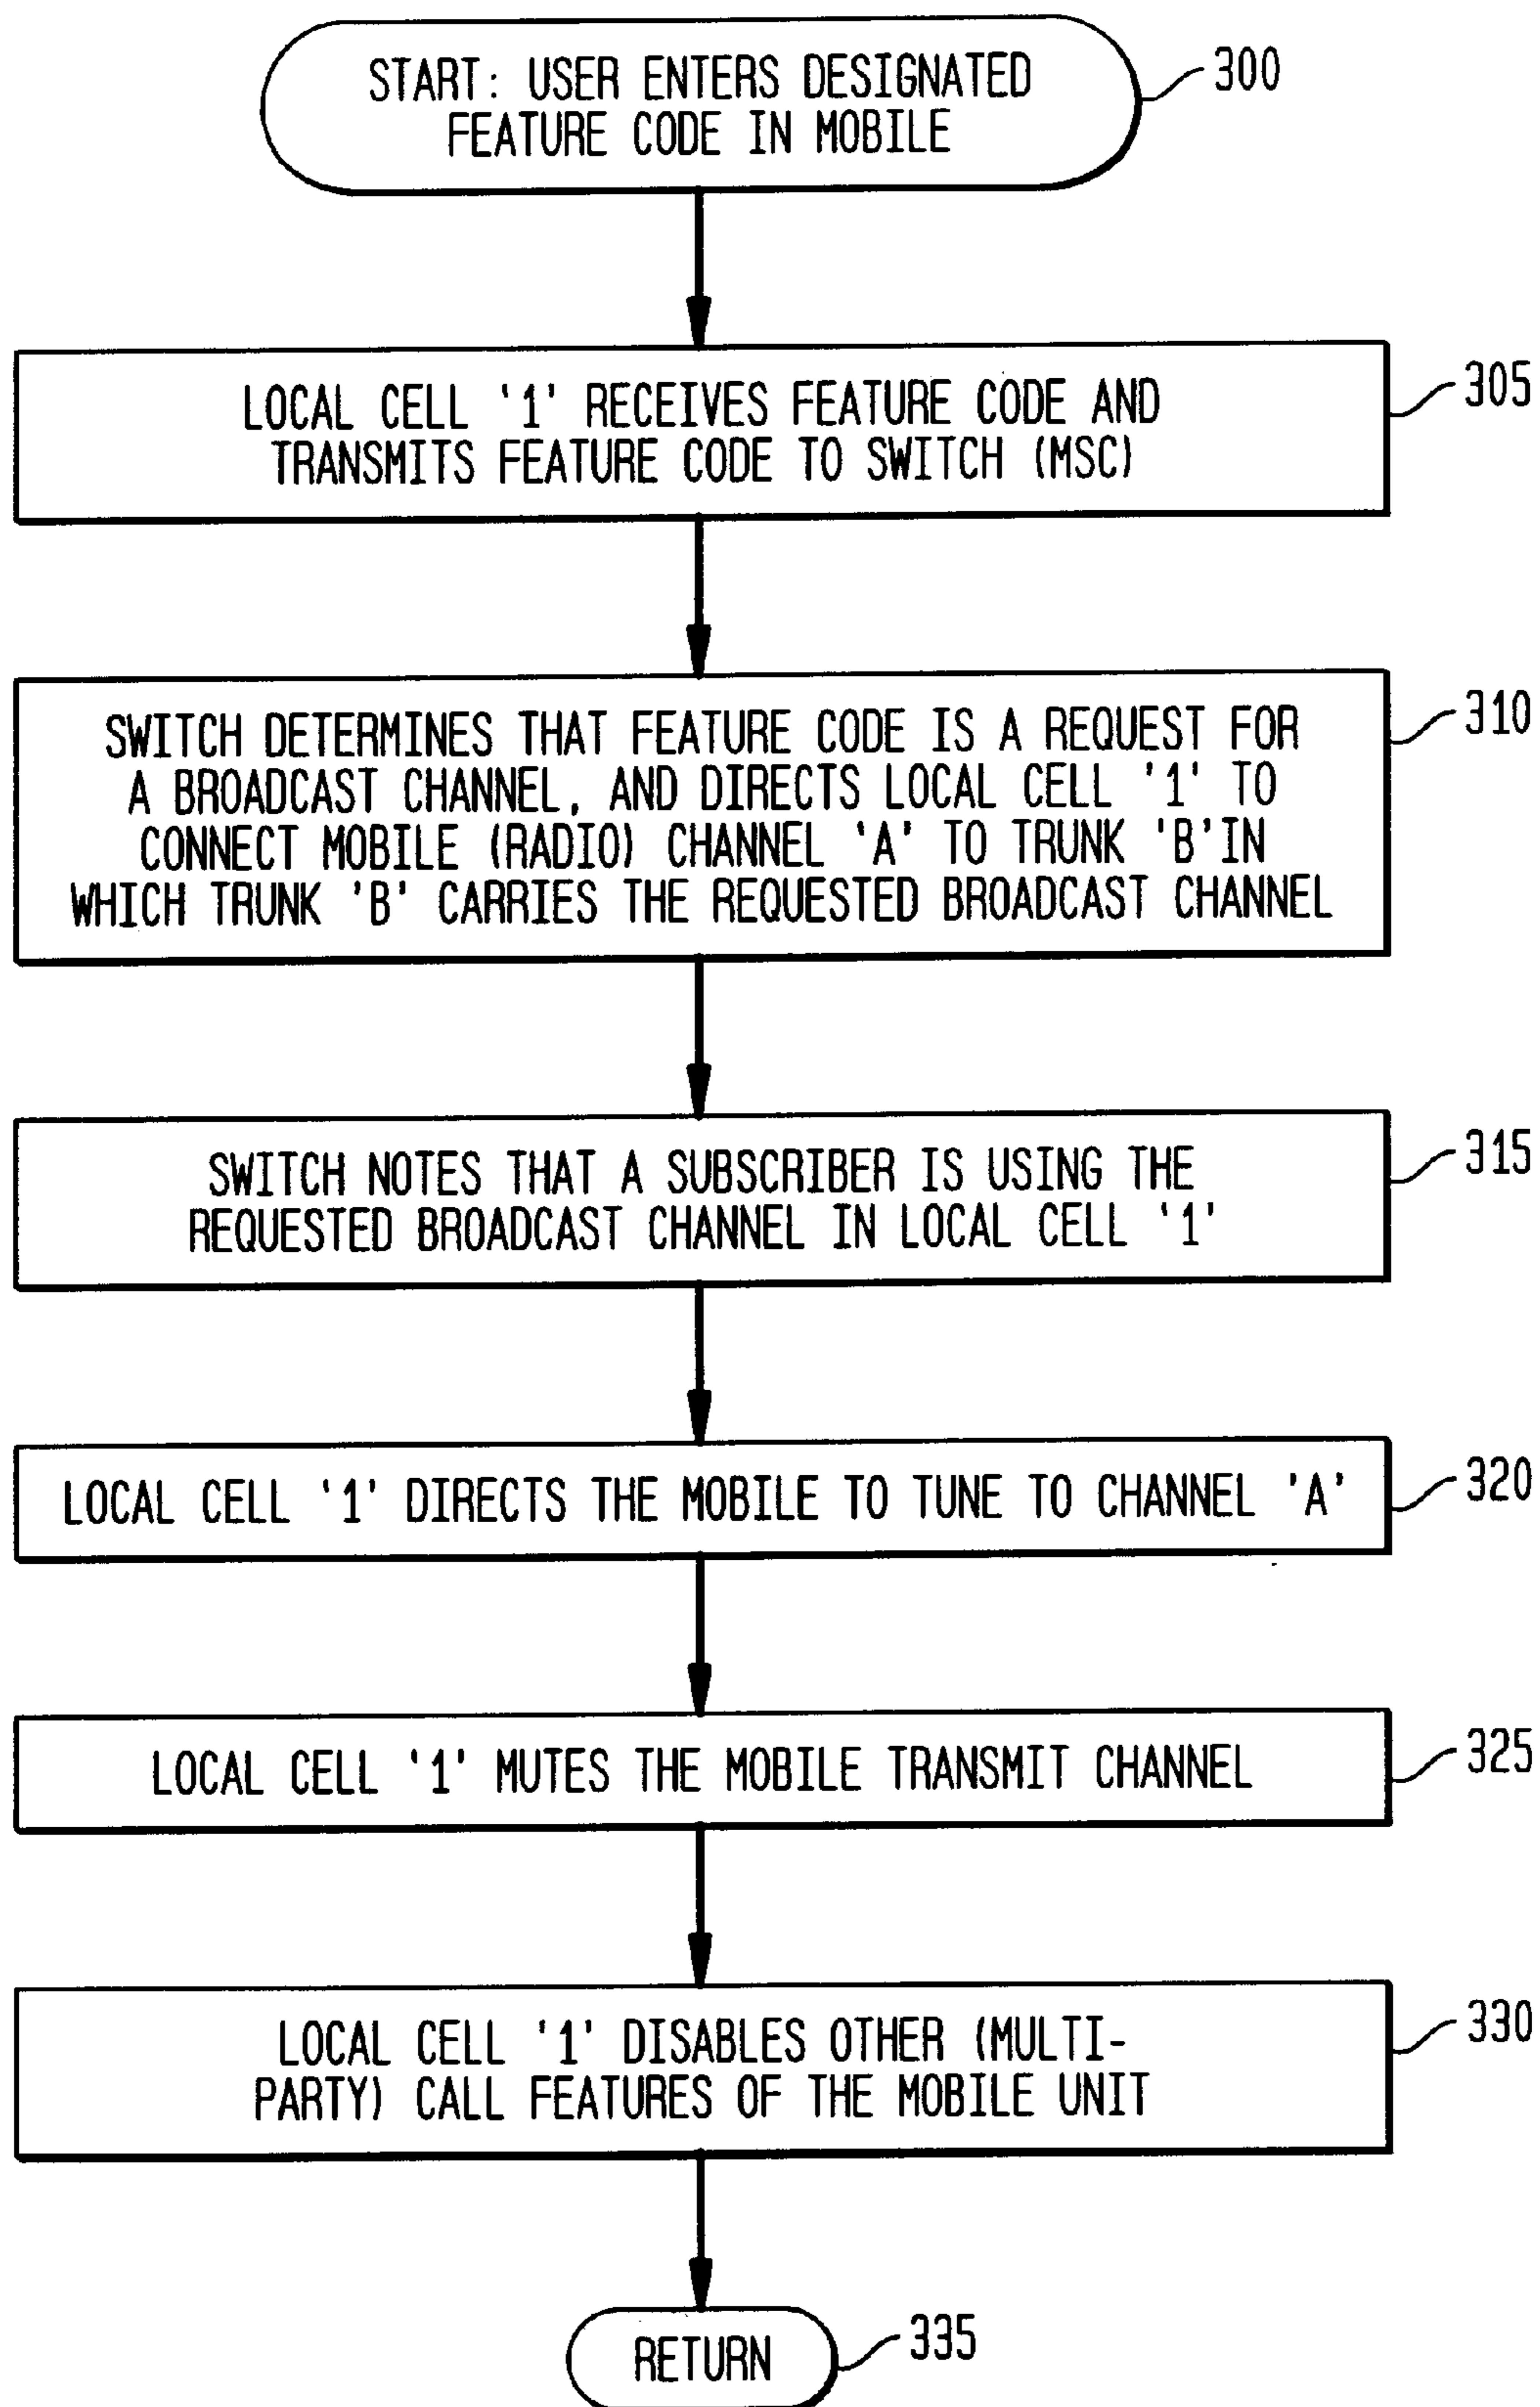 START: USER ENTERS DESIGNATED
FEATURE CODE IN MOBILE
300
LOCAL CELL '1' RECEIVES FEATURE CODE AND
TRANSMITS FEATURE CODE TO SWITCH (MSC)
305
SWITCH DETERMINES THAT FEATURE CODE IS A REQUEST FOR
A BROADCAST CHANNEL, AND DIRECTS LOCAL CELL '1' TO
CONNECT MOBILE (RADIO) CHANNEL 'A' TO TRUNK 'B'IN
WHICH TRUNK 'B' CARRIES THE REQUESTED BROADCAST CHANNEL
310
SWITCH NOTES THAT A SUBSCRIBER IS USING THE
REQUESTED BROADCAST CHANNEL IN LOCAL CELL '1'
315
LOCAL CELL '1' DIRECTS THE MOBILE TO TUNE TO CHANNEL 'A'
320
LOCAL CELL '1' MUTES THE MOBILE TRANSMIT CHANNEL
325
LOCAL CELL '1' DISABLES OTHER (MULTI-
PARTY) CALL FEATURES OF THE MOBILE UNIT
330
RETURN
335